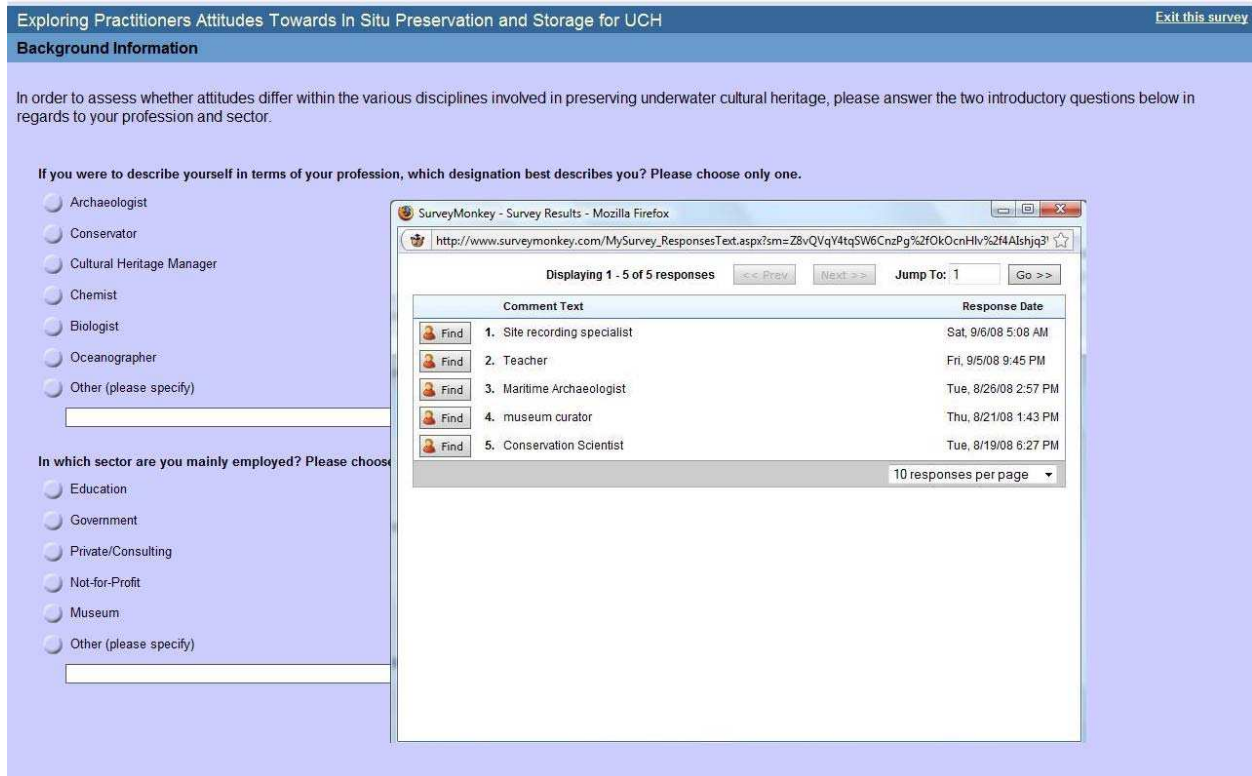 Exploring Practitioners Attitudes Towards In Situ Preservation and Storage for UCH
Exit this survey
Background Information
In order to assess whether attitudes differ within the various disciplines involved in preserving underwater cultural heritage, please answer the two introductory questions below in
regards to your profession and sector.
If you were to describe yourself in terms of your profession, which designation best describes you? Please choose only one.
Archaeologist
Conservator
Cultural Heritage Manager
Chemist
Biologist
Oceanographer
Other (please specify)
In which sector are you mainly employed? Please choose
Education
Government
Private/Consulting
Not-for-Profit
Museum
Other (please specify)
SurveyMonkey - Survey Results - Mozilla Firefox
Displaying 1 - 5 of 5 responses << Prev Next >> Jump To: 1 Go >>
Comment Text Response Date
Find 1. Site recording specialist Sat, 9/6/08 5:08 AM
Find 2. Teacher Fri, 9/5/08 9:45 PM
Find 3. Maritime Archaeologist Tue, 8/26/08 2:57 PM
Find 4. museum curator Thu, 8/21/08 1:43 PM
Find 5. Conservation Scientist Tue, 8/19/08 6:27 PM
10 responses per page